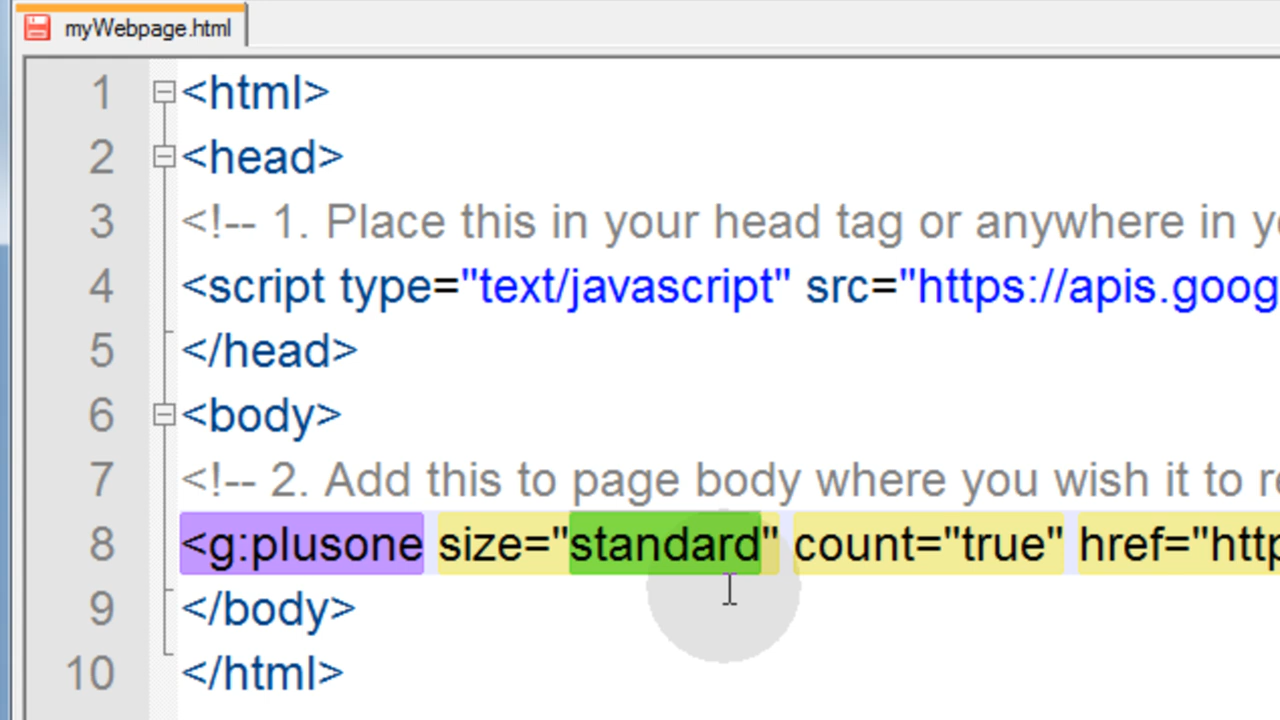 myWebpage.html
1 <html>
2 <head>
3 <!-- 1. Place this in your head tag or anywhere in
4 <script type="text/javascript" src="https://apis.goog
5 </head>
6 <body>
7 <!-- 2. Add this to page body where you wish it to
8 <g:plusone size="standard" count="true" href="http
9 </body>
10 </html>